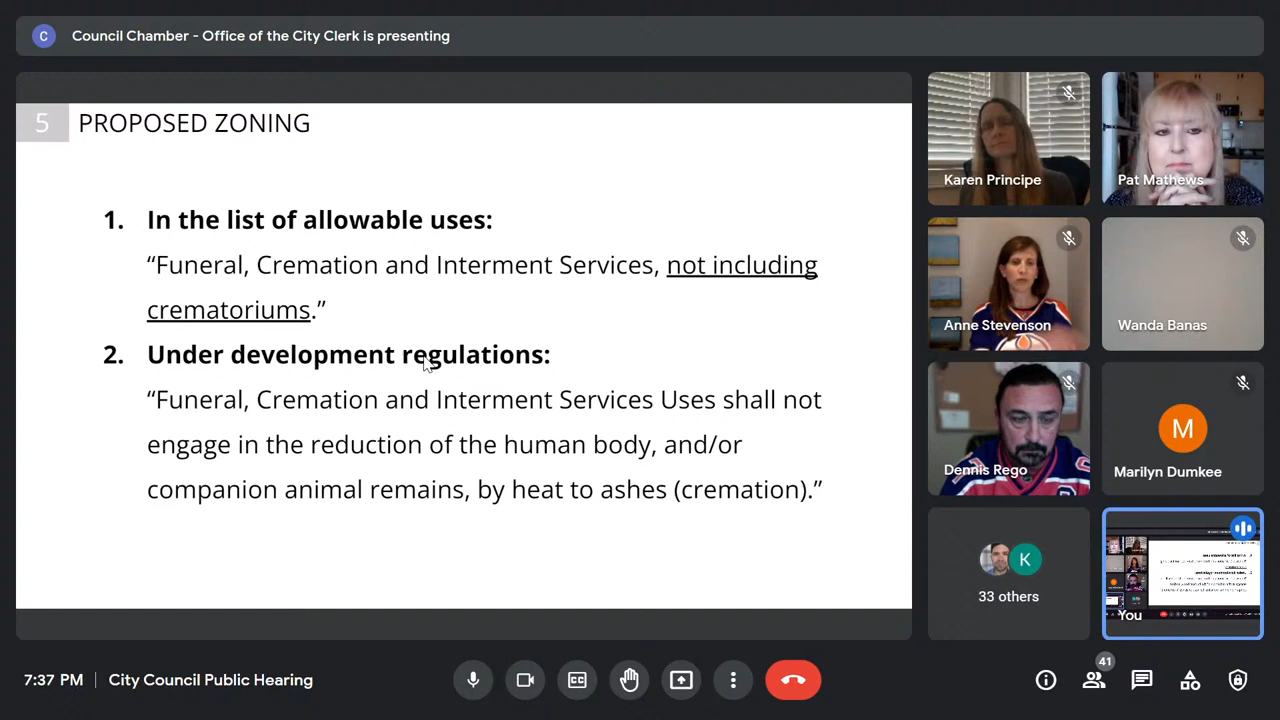 C
Council Chamber - Office of the City Clerk is presenting
5 PROPOSED ZONING
1. In the list of allowable uses:
“Funeral, Cremation and Interment Services, not including
crematoriums.”
2. Under development regulations:
“Funeral, Cremation and Interment Services Uses shall not
engage in the reduction of the human body, and/or
companion animal remains, by heat to ashes (cremation).”
Karen Principe
Pat Mathews
Anne Stevenson
Wanda Banas
Dennis Rego
M
Marilyn Dumkee
K
33 others
You
7:37 PM | City Council Public Hearing
CC
41